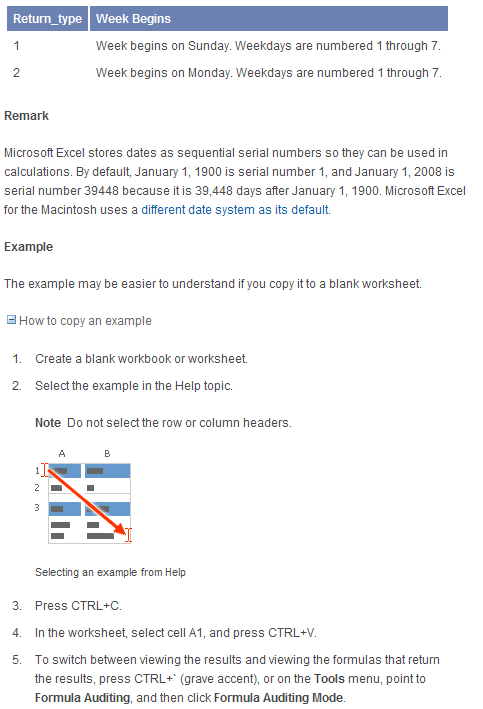 Return_type Week Begins
1 Week begins on Sunday. Weekdays are numbered 1 through 7.
2 Week begins on Monday. Weekdays are numbered 1 through 7.
Remark
Microsoft Excel stores dates as sequential serial numbers so they can be used in
calculations. By default, January 1, 1900 is serial number 1, and January 1, 2008 is
serial number 39448 because it is 39,448 days after January 1, 1900. Microsoft Excel
for the Macintosh uses a different date system as its default.
Example
The example may be easier to understand if you copy it to a blank worksheet.
How to copy an example
1. Create a blank workbook or worksheet.
2. Select the example in the Help topic.
Note Do not select the row or column headers.
A B
1
2
3
Selecting an example from Help
3. Press CTRL+C.
4. In the worksheet, select cell A1, and press CTRL+V.
5. To switch between viewing the results and viewing the formulas that return
the results, press CTRL+` (grave accent), or on the Tools menu, point to
Formula Auditing, and then click Formula Auditing Mode.